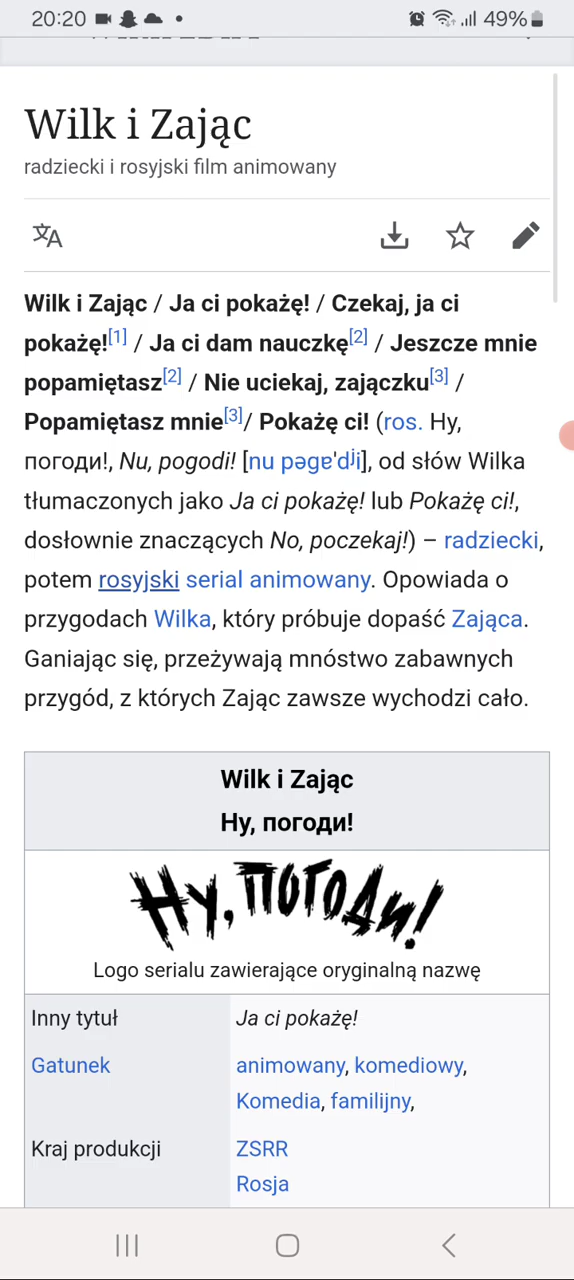 20:20
49%
Wilk i Zając
radziecki i rosyjski film animowany
Wilk i Zając / Ja ci pokażę! / Czekaj, ja ci
pokażę![1] / Ja ci dam nauczkę[2] / Jeszcze mnie
popamiętasz[2] / Nie uciekaj, zajączku[3] /
Popamiętasz mnie[3]/ Pokażę ci! (ros. Ну,
погоди!, Nu, pogodi! [nu pəgɐˈdʲi], od słów Wilka
tłumaczonych jako Ja ci pokażę! lub Pokażę ci!,
dosłownie znaczących No, poczekaj!) – radziecki,
potem rosyjski serial animowany. Opowiada o
przygodach Wilka, który próbuje dopaść Zająca.
Ganiając się, przeżywają mnóstwo zabawnych
przygód, z których Zając zawsze wychodzi cało.
Wilk i Zając
Ну, погоди!
Ну, погоди!
Logo serialu zawierające oryginalną nazwę
Inny tytuł Ja ci pokażę!
Gatunek animowany, komediowy,
Komedia, familijny,
Kraj produkcji ZSRR
Rosja